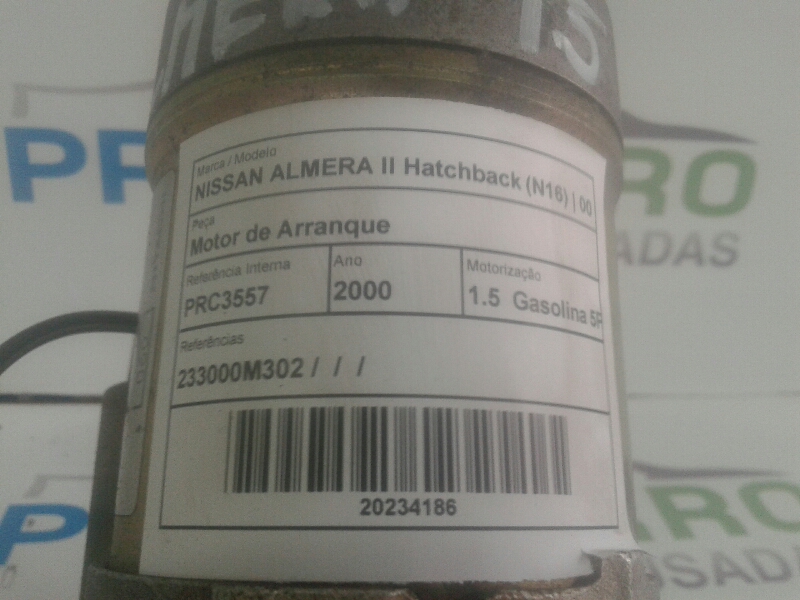 15
Marca / Modelo
NISSAN ALMERA II Hatchback (N16) | 00
Peça
Motor de Arranque
Referência Interna
PRC3557
Ano
2000
Motorização
1.5 Gasolina 5P
Referências
233000M302 / / /
20234186